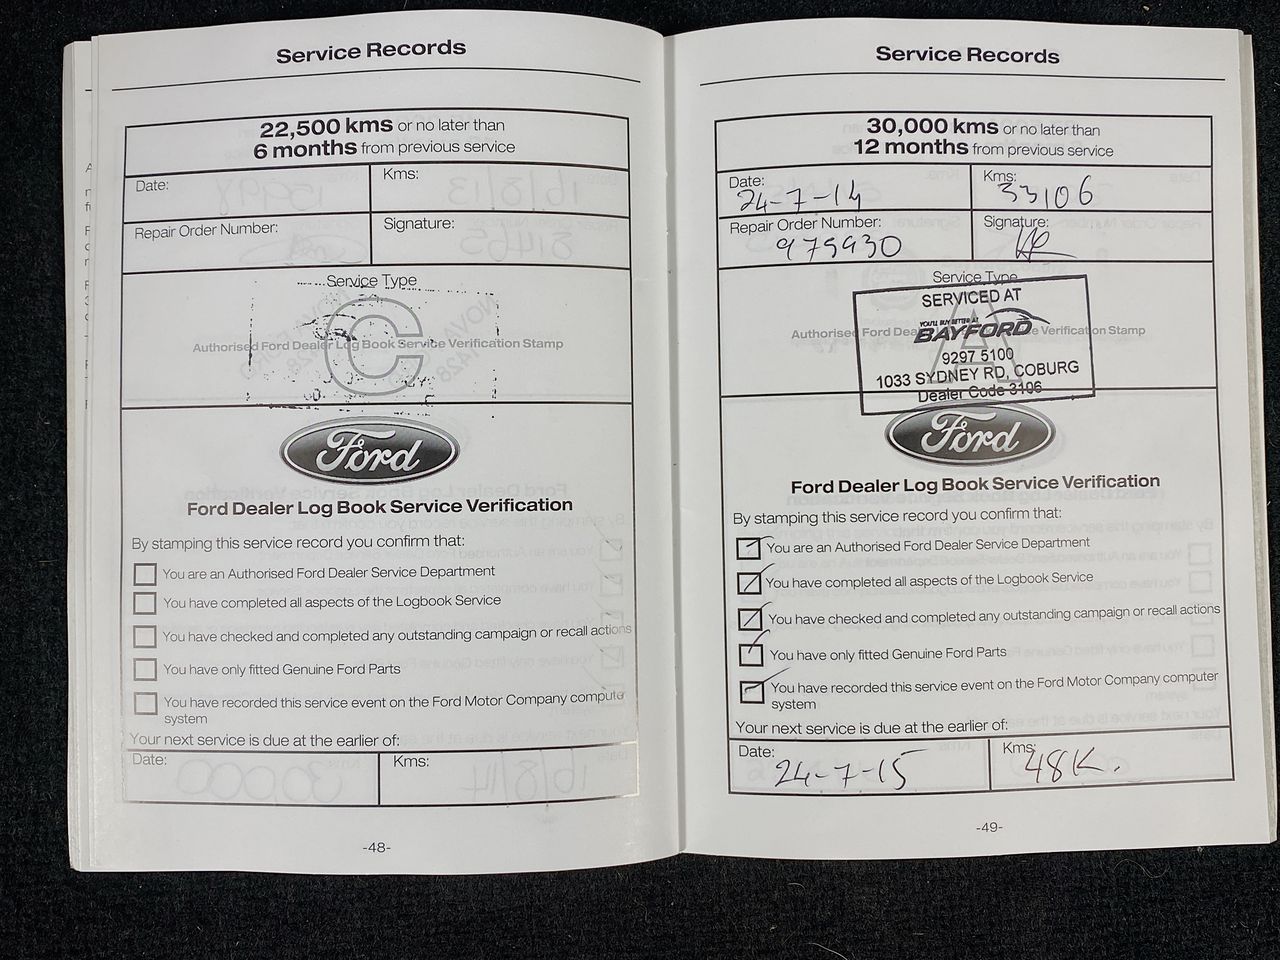 Service Records
22,500 kms or no later than
6 months from previous service
Date:
Kms:
Repair Order Number:
Signature:
Service Type
C
Authorised Ford Dealer Log Book Service Verification Stamp
Ford
Ford Dealer Log Book Service Verification
By stamping this service record you confirm that:
You are an Authorised Ford Dealer Service Department
You have completed all aspects of the Logbook Service
You have checked and completed any outstanding campaign or recall actions
You have only fitted Genuine Ford Parts
You have recorded this service event on the Ford Motor Company computer
system
Your next service is due at the earlier of:
Date:
Kms:
-48-
Service Records
30,000 kms or no later than
12 months from previous service
Date:
24-7-14
Kms:
33106
Repair Order Number:
979930
Signature:
Service Type
A
SERVICED AT
YOU'LL BUY BETTER AT
BAYFORD
Authorised Ford Dea e Verification Stamp
9297 5100
1033 SYDNEY RD, COBURG
Dealer Code 3106
Ford
Ford Dealer Log Book Service Verification
By stamping this service record you confirm that:
You are an Authorised Ford Dealer Service Department
You have completed all aspects of the Logbook Service
You have checked and completed any outstanding campaign or recall actions
You have only fitted Genuine Ford Parts
You have recorded this service event on the Ford Motor Company computer
system
Your next service is due at the earlier of:
Date:
24-7-15
Kms:
48K.
-49-